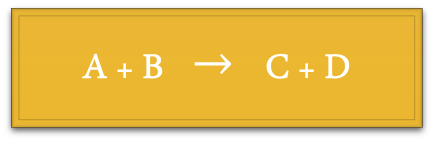 A + B → C + D